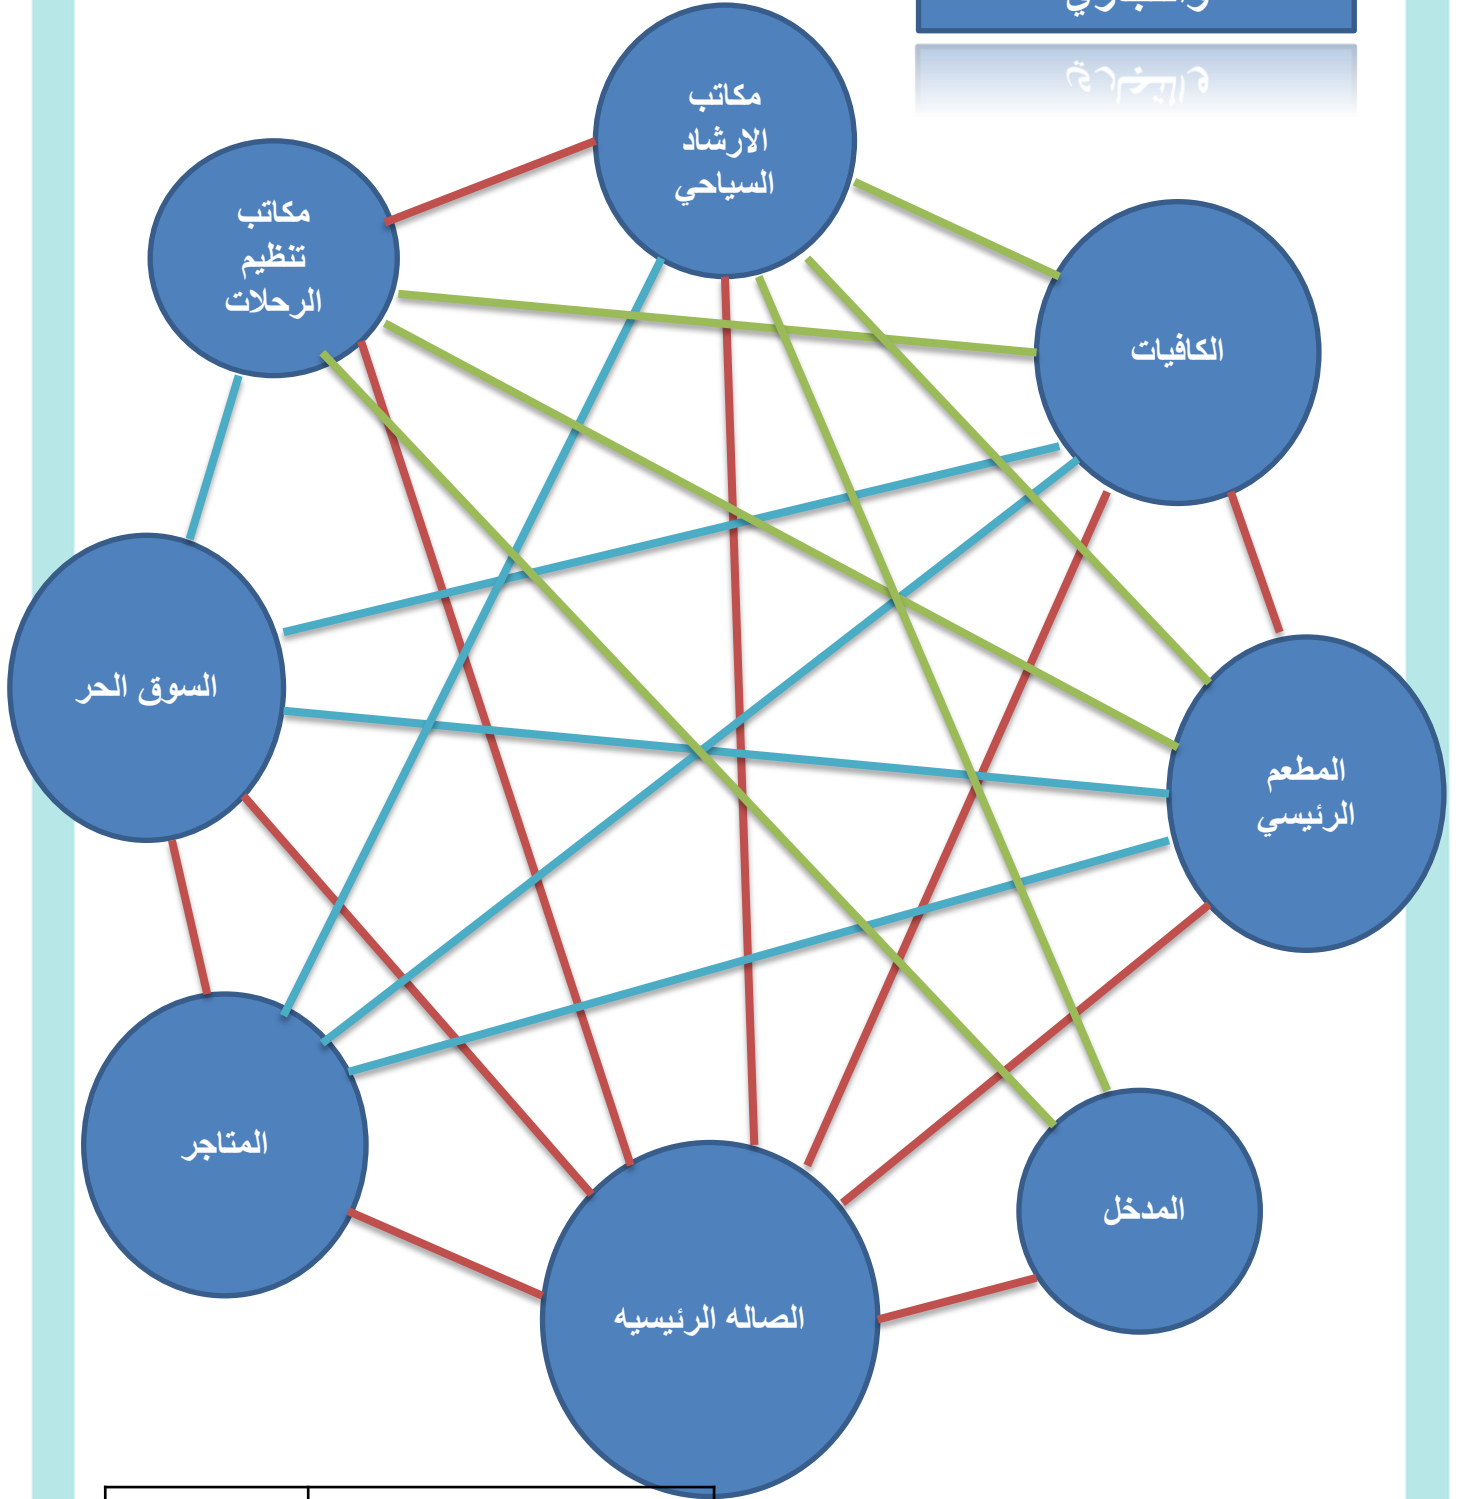 مكاتب
الارشاد
السياحي
مكاتب
تنظيم
الرحلات
الكافيات
السوق الحر
المطعم
الرئيسي
المتاجر
المدخل
الصاله الرئيسيه